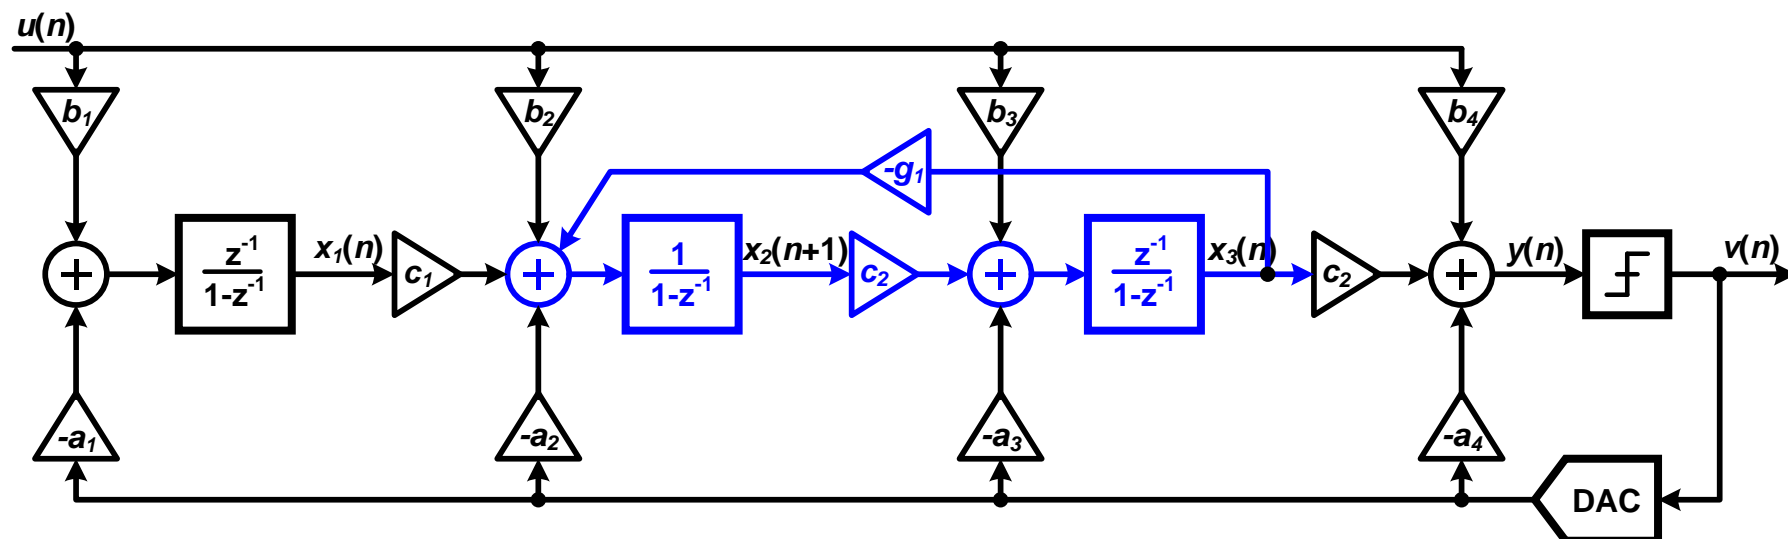 u(n)
b₁
b₂
b₃
b₄
-g₁
z⁻¹
1-z⁻¹
x₁(n)
c₁
1
1-z⁻¹
x₂(n+1)
c₂
z⁻¹
1-z⁻¹
x₃(n)
c₂
y(n)
v(n)
-a₁
-a₂
-a₃
-a₄
DAC